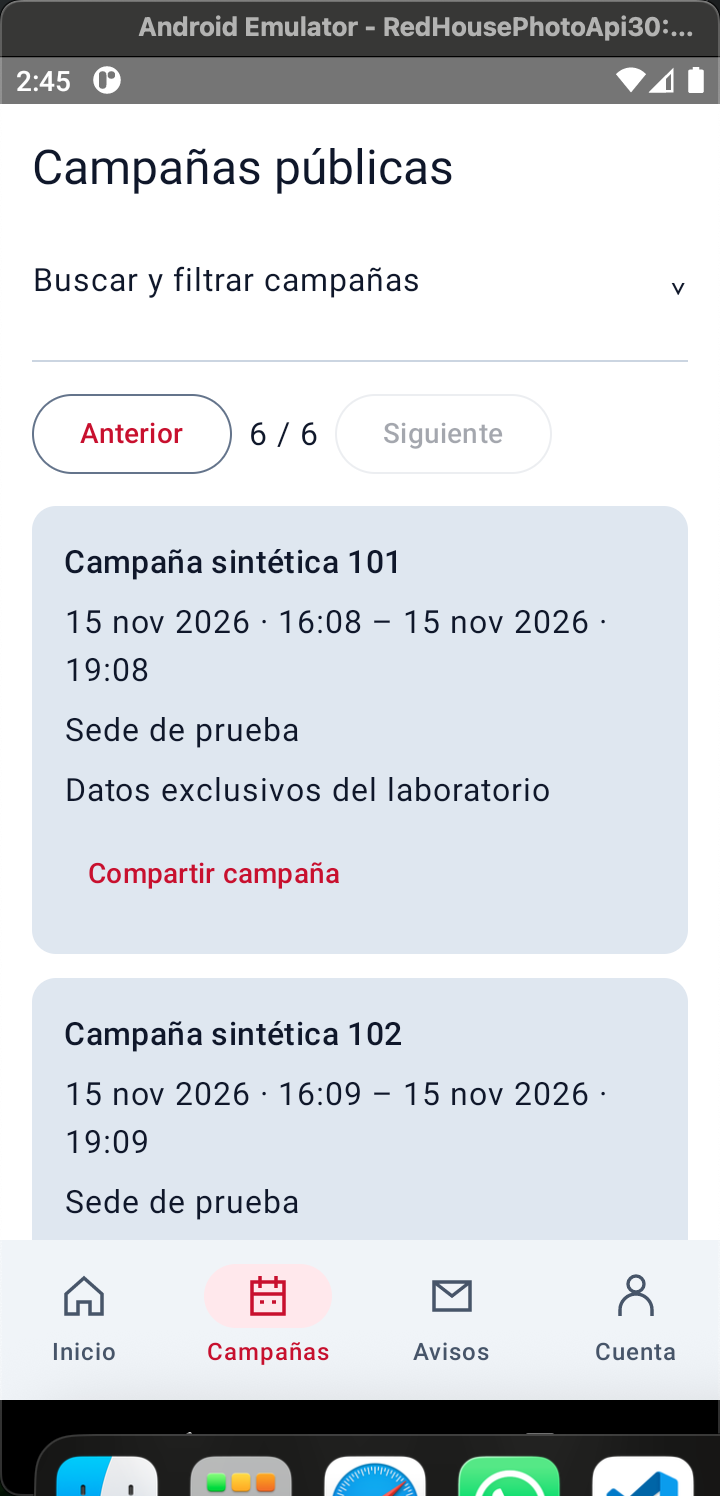 Android Emulator - RedHousePhotoApi30:...
2:45
Campañas públicas
Buscar y filtrar campañas
Anterior
6 / 6
Siguiente
Campaña sintética 101
15 nov 2026 · 16:08 – 15 nov 2026 ·
19:08
Sede de prueba
Datos exclusivos del laboratorio
Compartir campaña
Campaña sintética 102
15 nov 2026 · 16:09 – 15 nov 2026 ·
19:09
Sede de prueba
Inicio
Campañas
Avisos
Cuenta